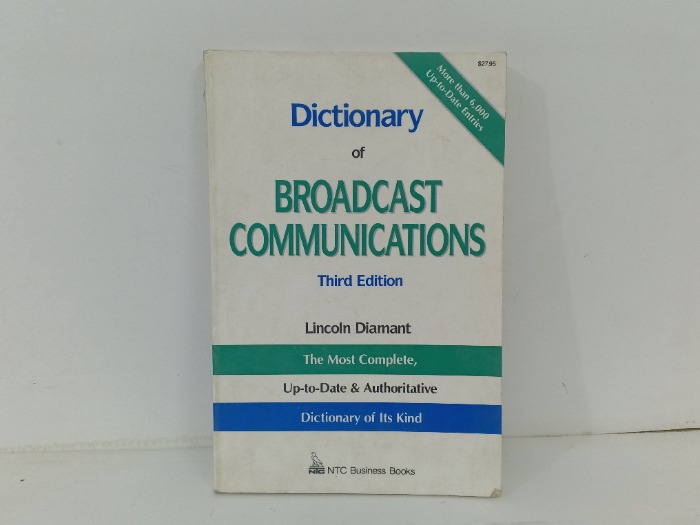 $27.95
More than 6,000
Up-to-Date Entries
Dictionary
of
BROADCAST
COMMUNICATIONS
Third Edition
Lincoln Diamant
The Most Complete,
Up-to-Date & Authoritative
Dictionary of Its Kind
NTC NTC Business Books